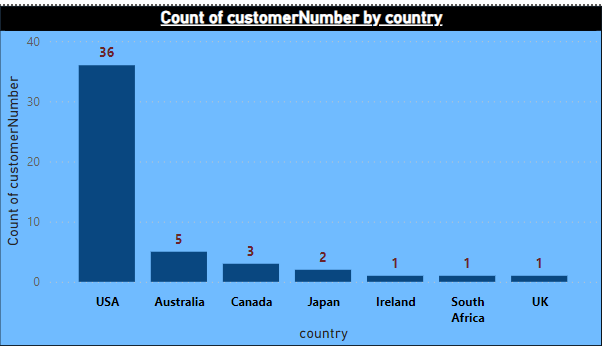 Count of customerNumber by country
Count of customerNumber
40
30
20
10
0
36
5
3
2
1
1
1
USA
Australia
Canada
Japan
Ireland
South
Africa
UK
country